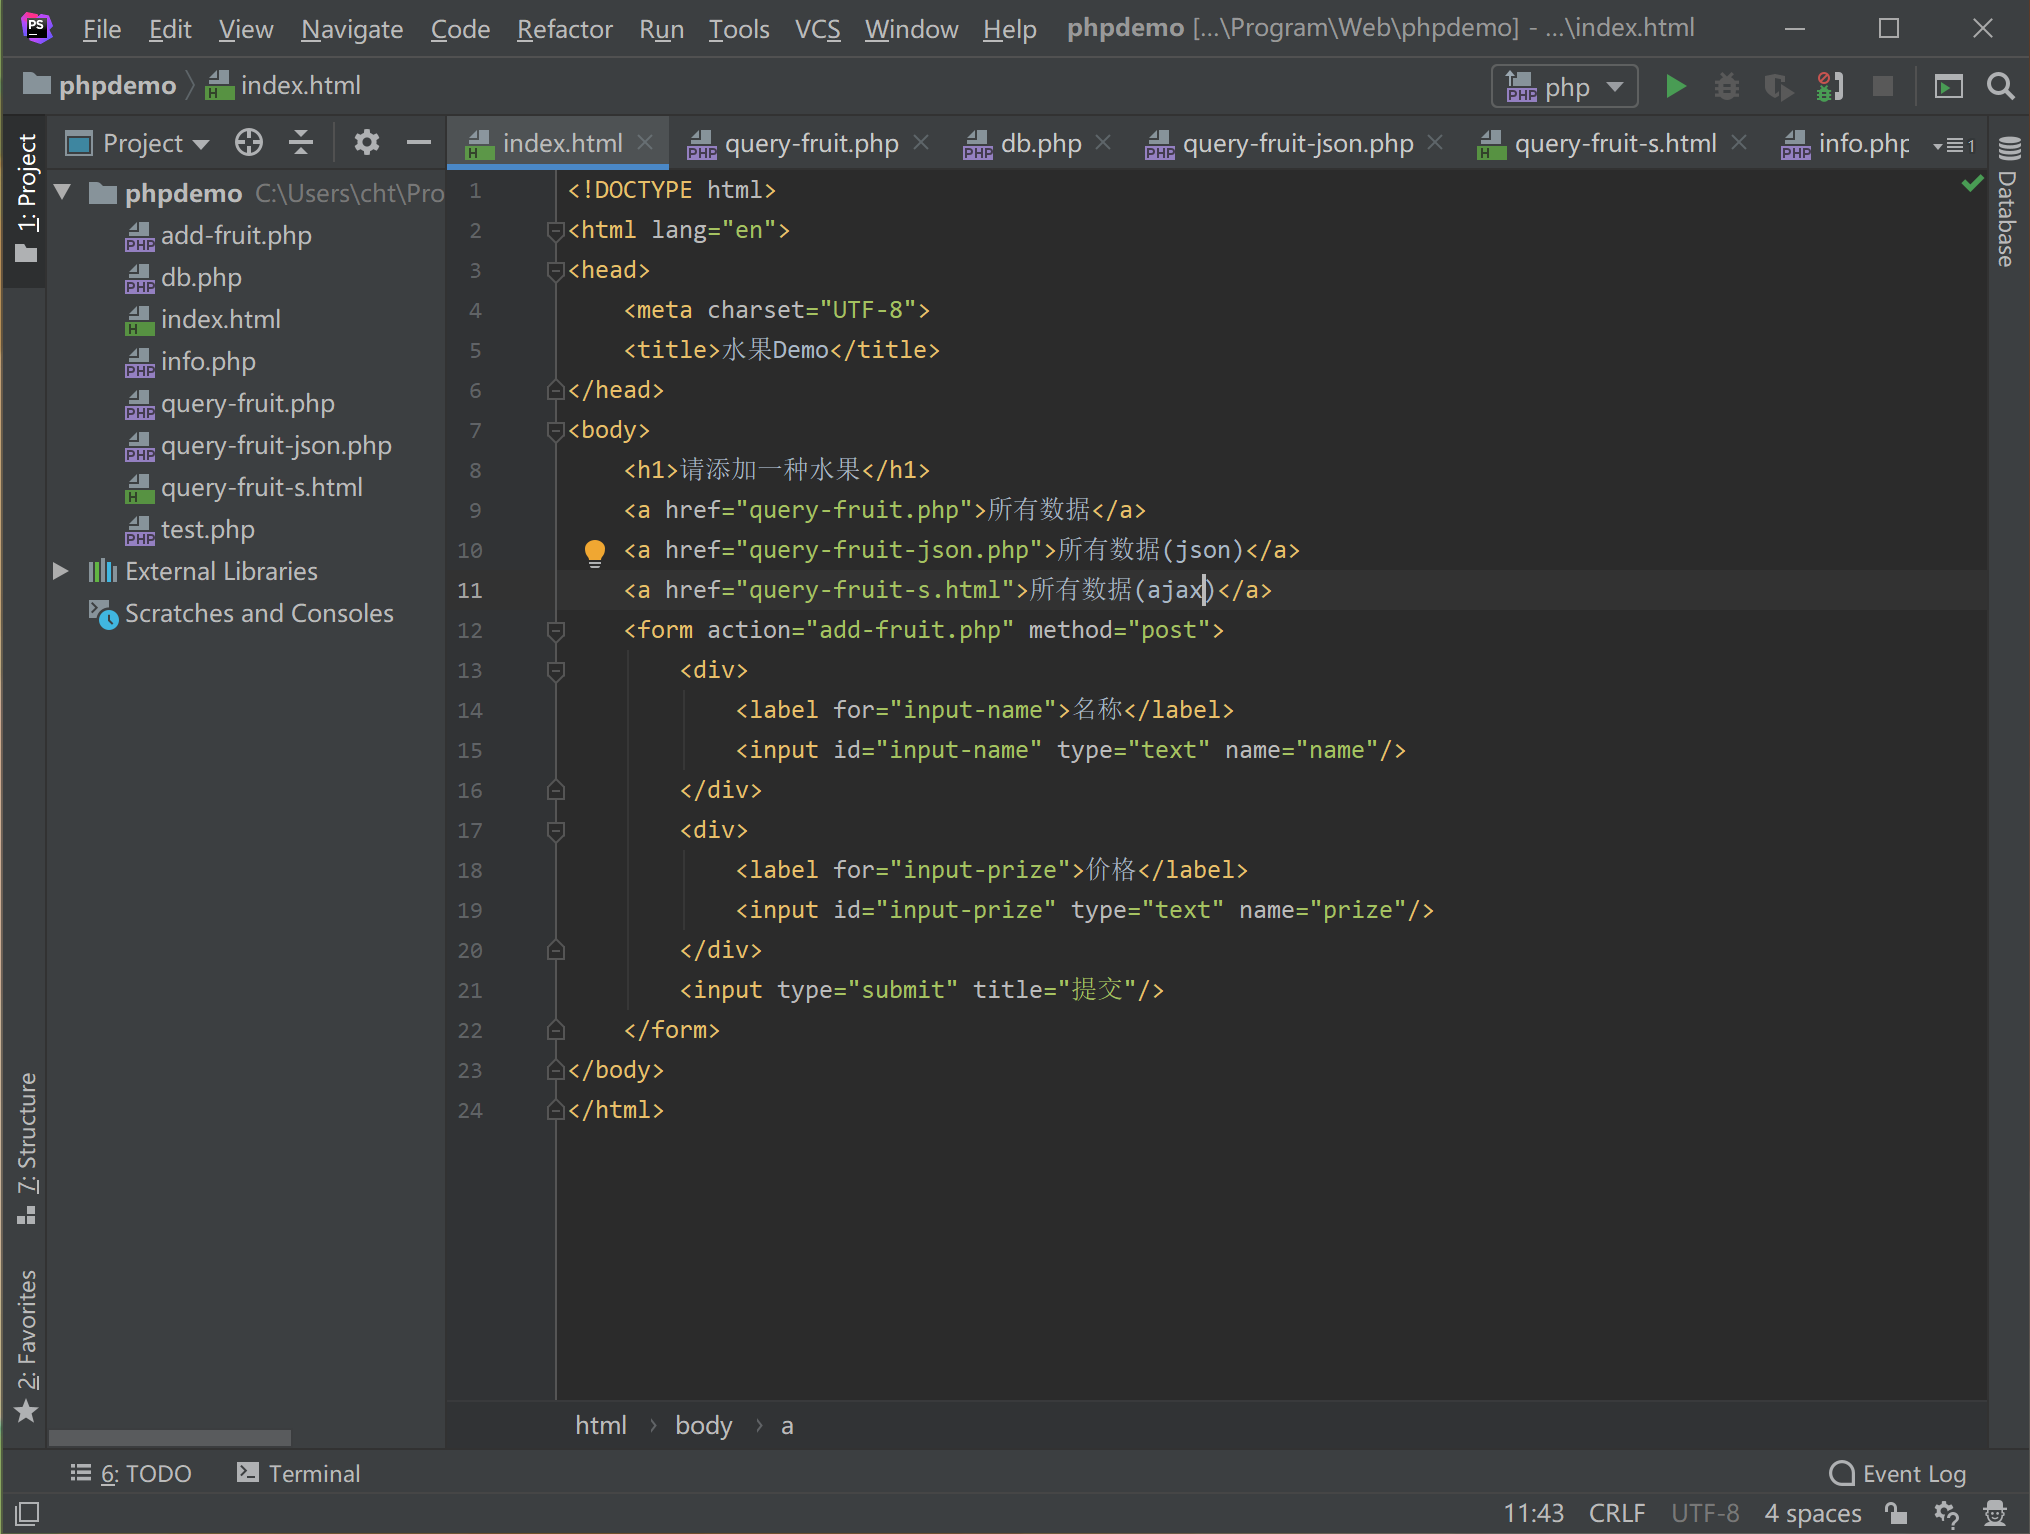 PS File Edit View Navigate Code Refactor Run Tools VCS Window Help phpdemo [...\Program\Web\phpdemo] - ...\index.html
phpdemo index.html php
1: Project
Project index.html query-fruit.php db.php query-fruit-json.php query-fruit-s.html info.php 1
phpdemo C:\Users\cht\Pro
add-fruit.php
db.php
index.html
info.php
query-fruit.php
query-fruit-json.php
query-fruit-s.html
test.php
External Libraries
Scratches and Consoles
1 <!DOCTYPE html>
2 <html lang="en">
3 <head>
4 <meta charset="UTF-8">
5 <title>水果Demo</title>
6 </head>
7 <body>
8 <h1>请添加一种水果</h1>
9 <a href="query-fruit.php">所有数据</a>
10 <a href="query-fruit-json.php">所有数据(json)</a>
11 <a href="query-fruit-s.html">所有数据(ajax)</a>
12 <form action="add-fruit.php" method="post">
13 <div>
14 <label for="input-name">名称</label>
15 <input id="input-name" type="text" name="name"/>
16 </div>
17 <div>
18 <label for="input-prize">价格</label>
19 <input id="input-prize" type="text" name="prize"/>
20 </div>
21 <input type="submit" title="提交"/>
22 </form>
23 </body>
24 </html>
Database
7: Structure
2: Favorites
html › body › a
6: TODO Terminal Event Log
11:43 CRLF UTF-8 4 spaces